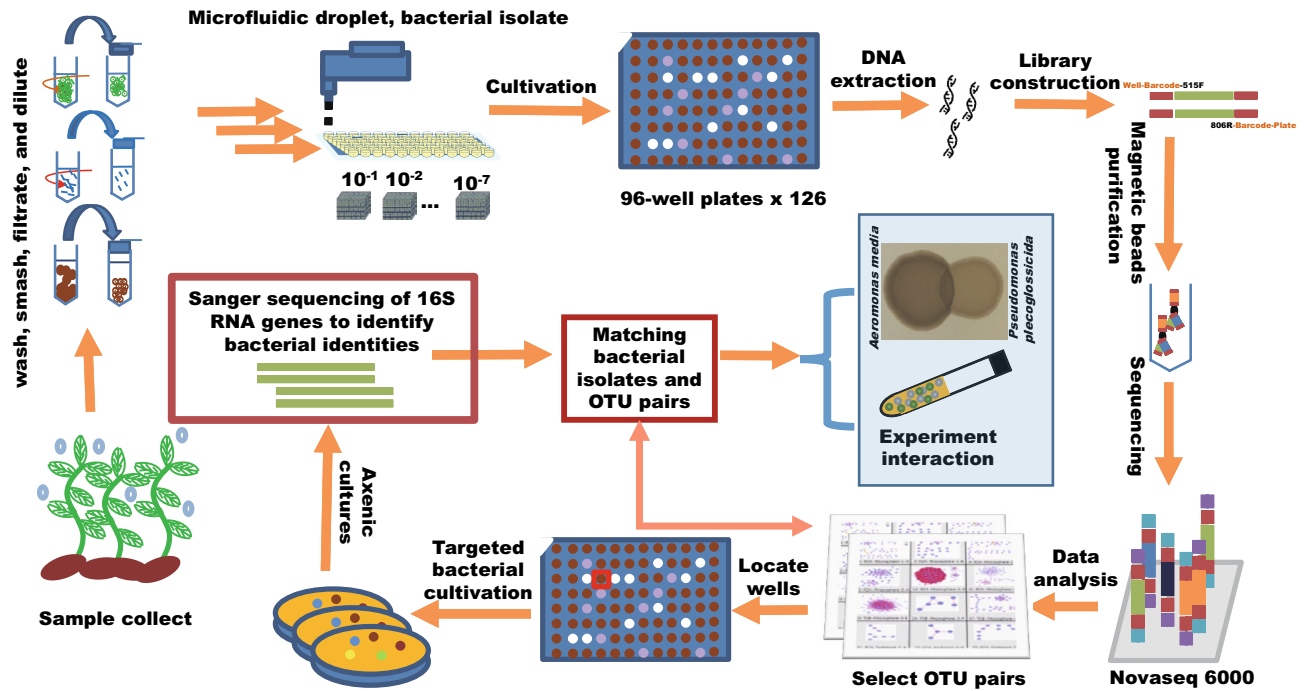 Microfluidic droplet, bacterial isolate
wash, smash, filtrate, and dilute
10-1
10-2
...
10-7
Cultivation
96-well plates x 126
DNA
extraction
Library
construction
Well-Barcode-515F
806R-Barcode-Plate
Magnetic beads
purification
Sequencing
Novaseq 6000
Data
analysis
Select OTU pairs
Locate
wells
Targeted
bacterial
cultivation
Axenic
cultures
Sanger sequencing of 16S
RNA genes to identify
bacterial identities
Matching
bacterial
isolates and
OTU pairs
Aeromonas media
Pseudomonas
plecoglossicida
Experiment
interaction
Sample collect